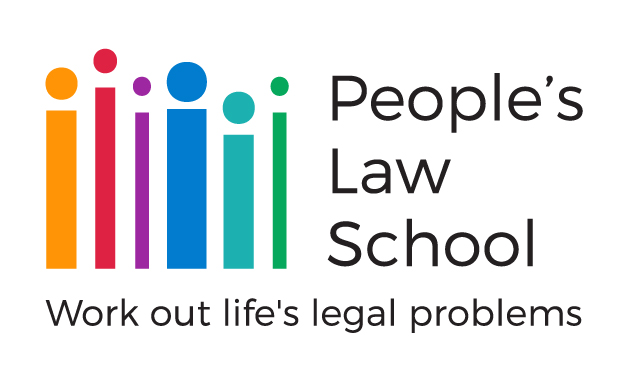 People’s
Law
School
Work out life's legal problems